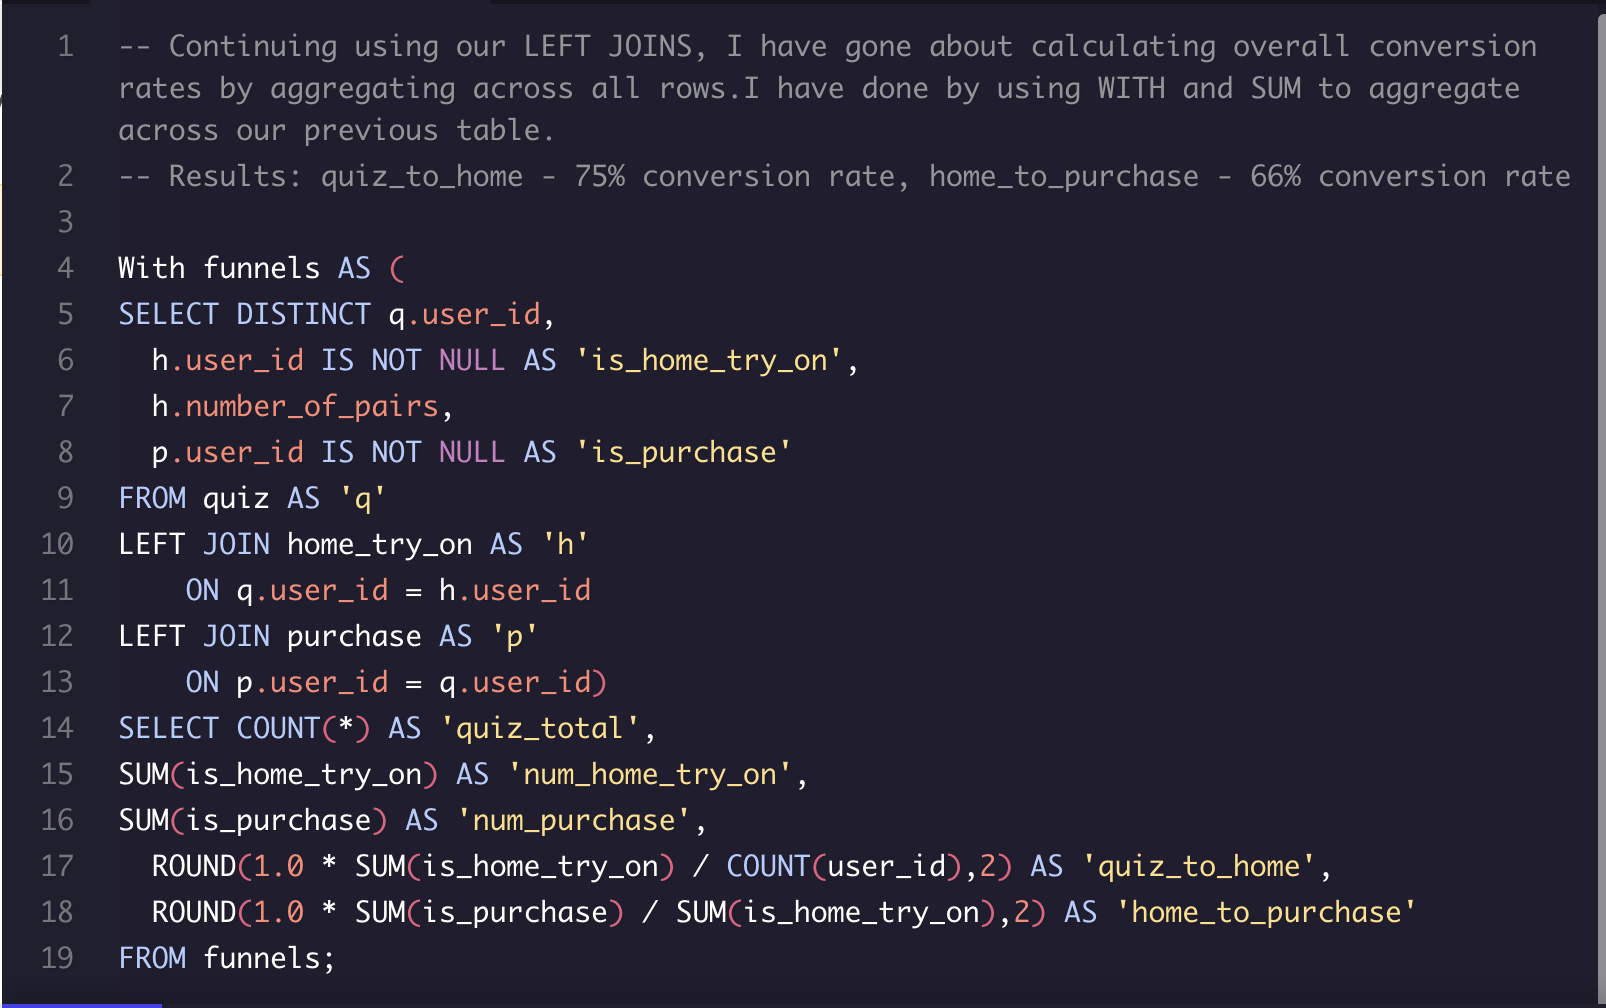 1 -- Continuing using our LEFT JOINS, I have gone about calculating overall conversion
rates by aggregating across all rows.I have done by using WITH and SUM to aggregate
across our previous table.
2 -- Results: quiz_to_home - 75% conversion rate, home_to_purchase - 66% conversion rate
3
4 With funnels AS (
5 SELECT DISTINCT q.user_id,
6   h.user_id IS NOT NULL AS 'is_home_try_on',
7   h.number_of_pairs,
8   p.user_id IS NOT NULL AS 'is_purchase'
9 FROM quiz AS 'q'
10 LEFT JOIN home_try_on AS 'h'
11     ON q.user_id = h.user_id
12 LEFT JOIN purchase AS 'p'
13     ON p.user_id = q.user_id)
14 SELECT COUNT(*) AS 'quiz_total',
15 SUM(is_home_try_on) AS 'num_home_try_on',
16 SUM(is_purchase) AS 'num_purchase',
17   ROUND(1.0 * SUM(is_home_try_on) / COUNT(user_id),2) AS 'quiz_to_home',
18   ROUND(1.0 * SUM(is_purchase) / SUM(is_home_try_on),2) AS 'home_to_purchase'
19 FROM funnels;